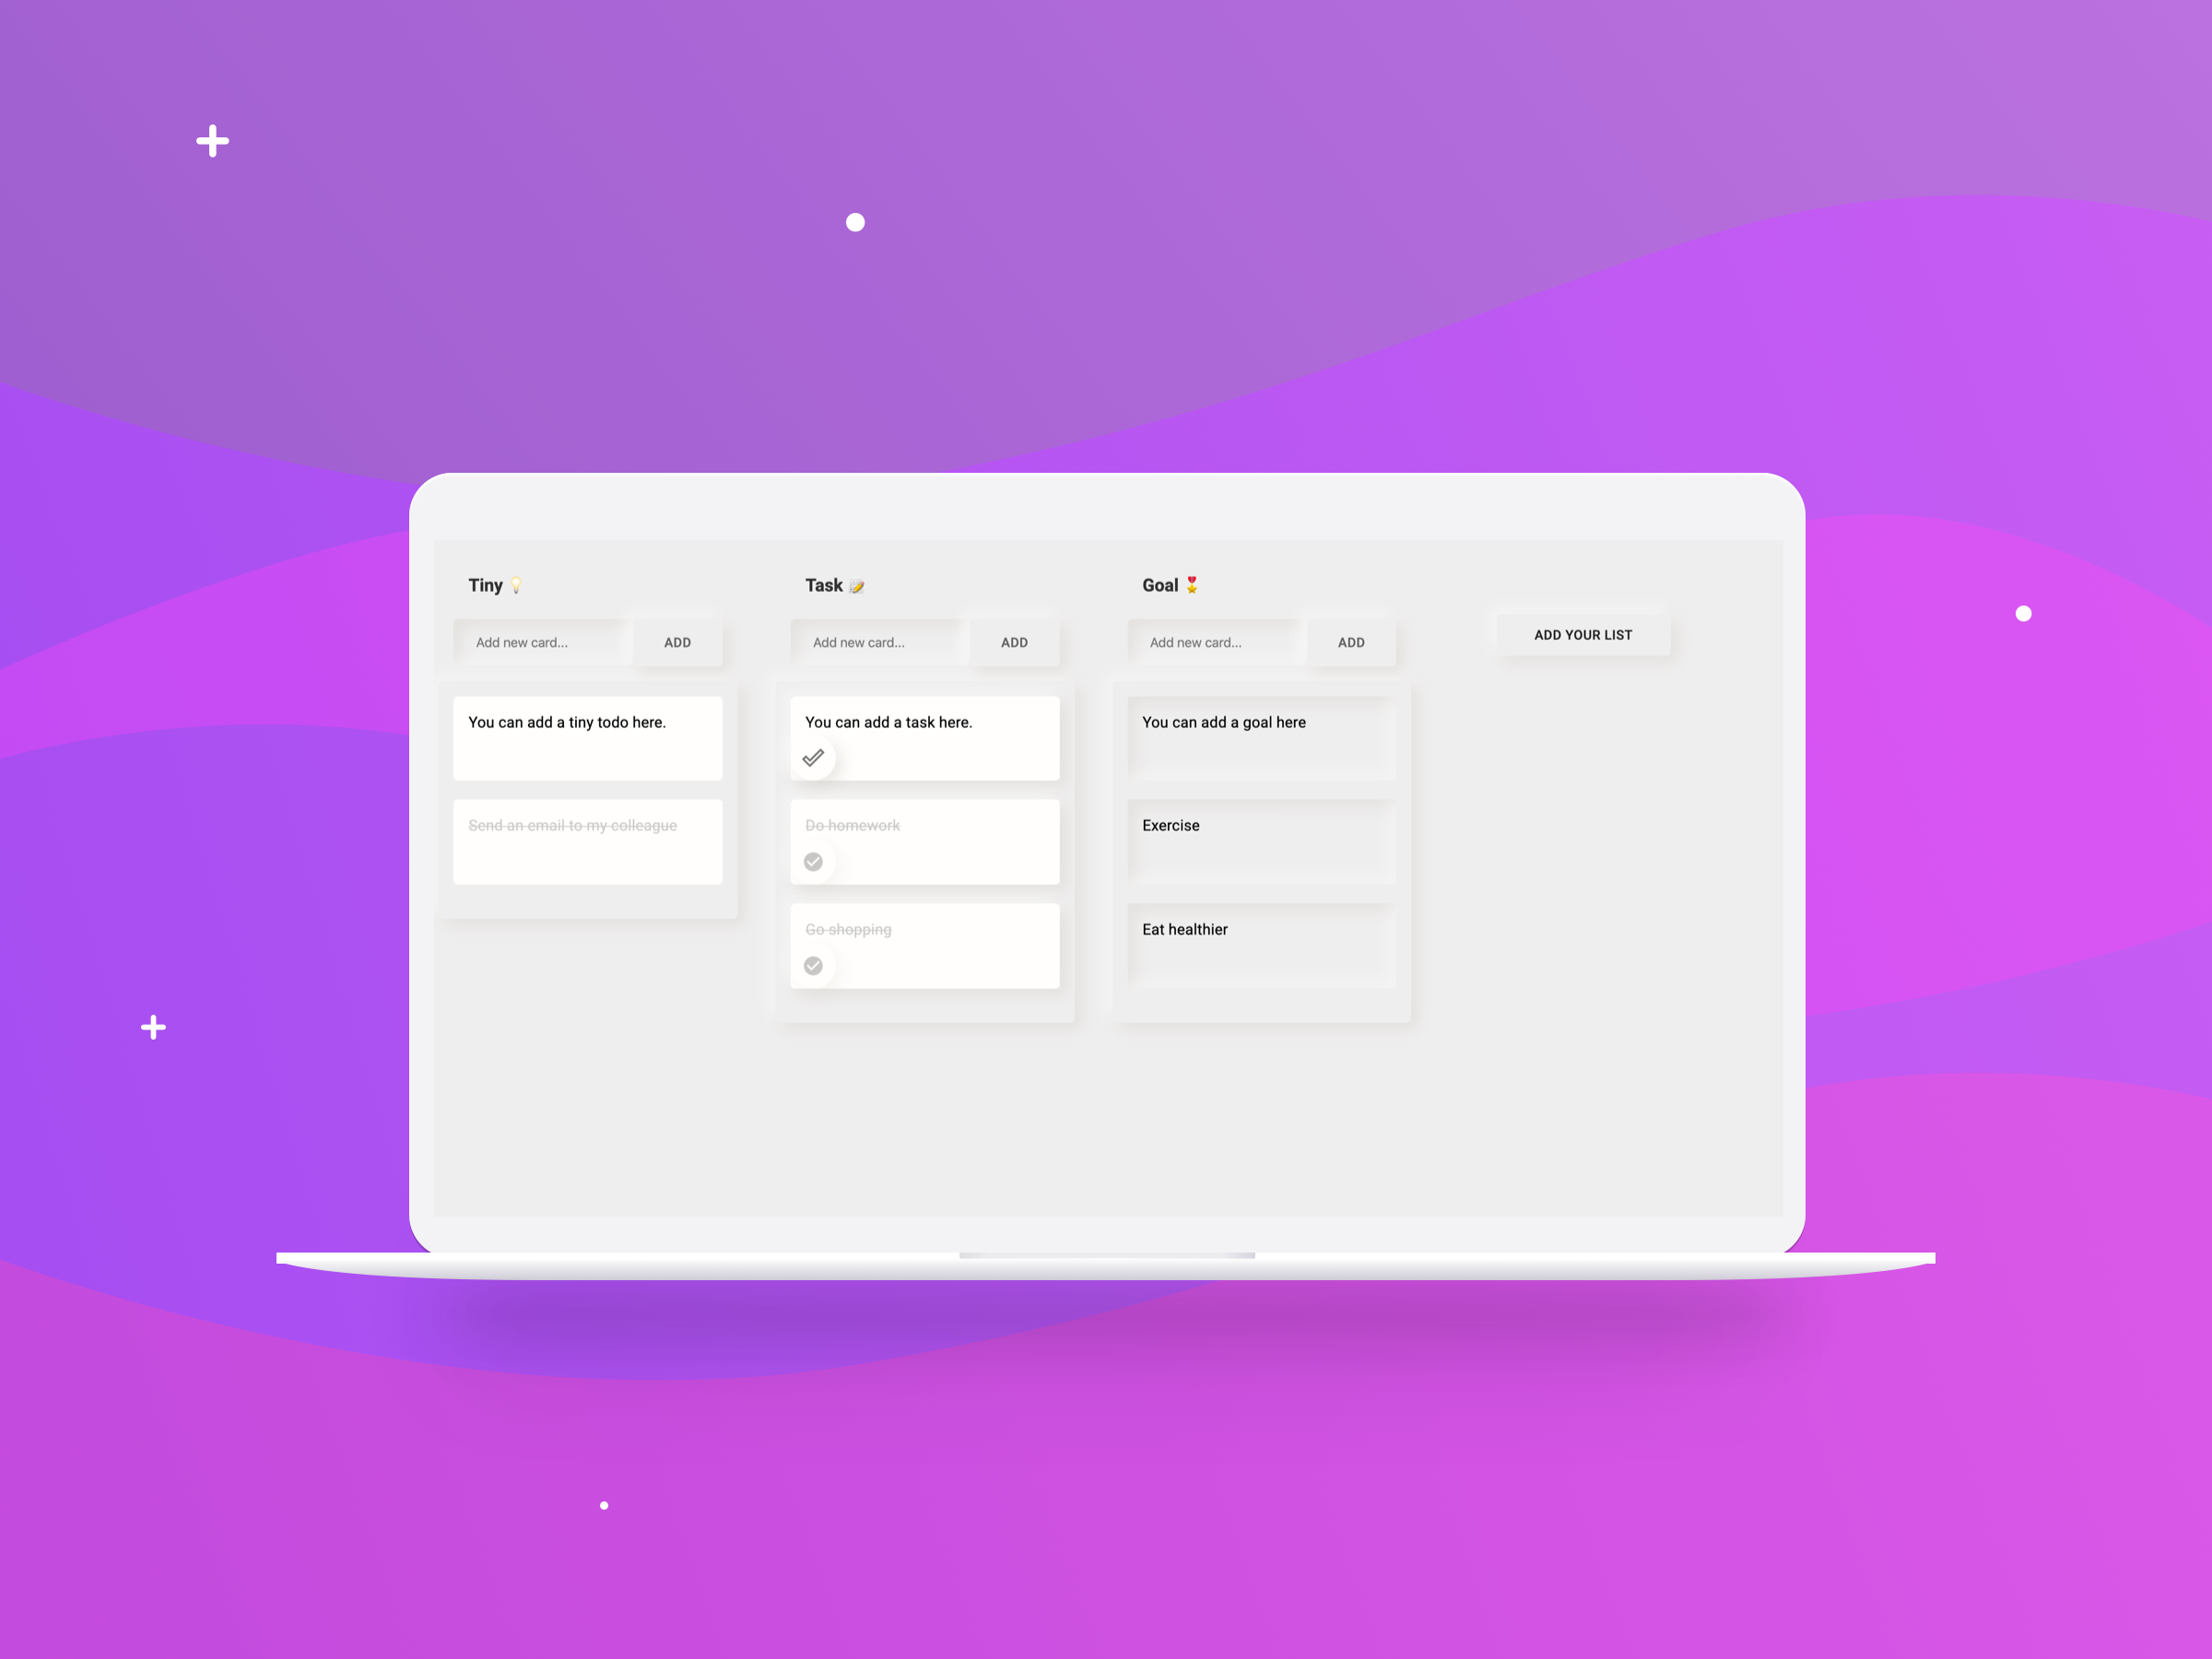 Tiny 💡
Add new card...
ADD
You can add a tiny todo here.
Send an email to my colleague
Task 📝
Add new card...
ADD
You can add a task here.
Do homework
Go shopping
Goal 🎖
Add new card...
ADD
You can add a goal here
Exercise
Eat healthier
ADD YOUR LIST